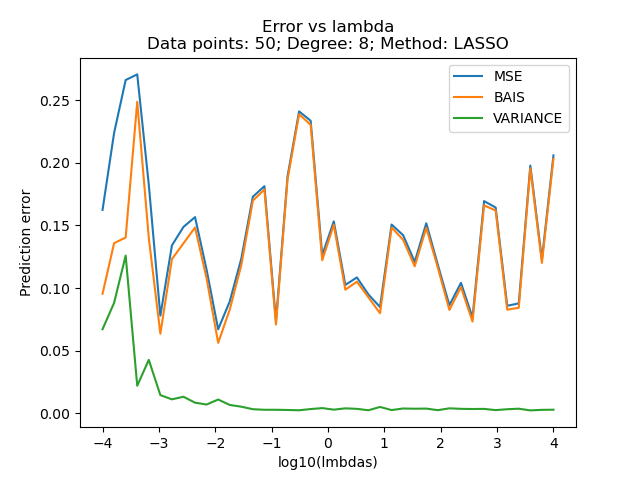 Error vs lambda
Data points: 50; Degree: 8; Method: LASSO
MSE
BAIS
VARIANCE
0.25
0.20
0.15
0.10
0.05
0.00
Prediction error
−4
−3
−2
−1
0
1
2
3
4
log10(lmbdas)